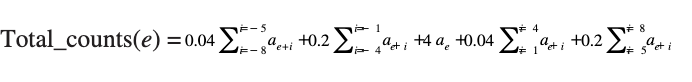 Total_counts(e) = 0.04 ∑_{i=-8}^{i=-5} a_{e+i} +0.2 ∑_{i=-4}^{i=-1} a_{e+i} +4 a_e +0.04 ∑_{i=1}^{i=4} a_{e+i} +0.2 ∑_{i=5}^{i=8} a_{e+i}